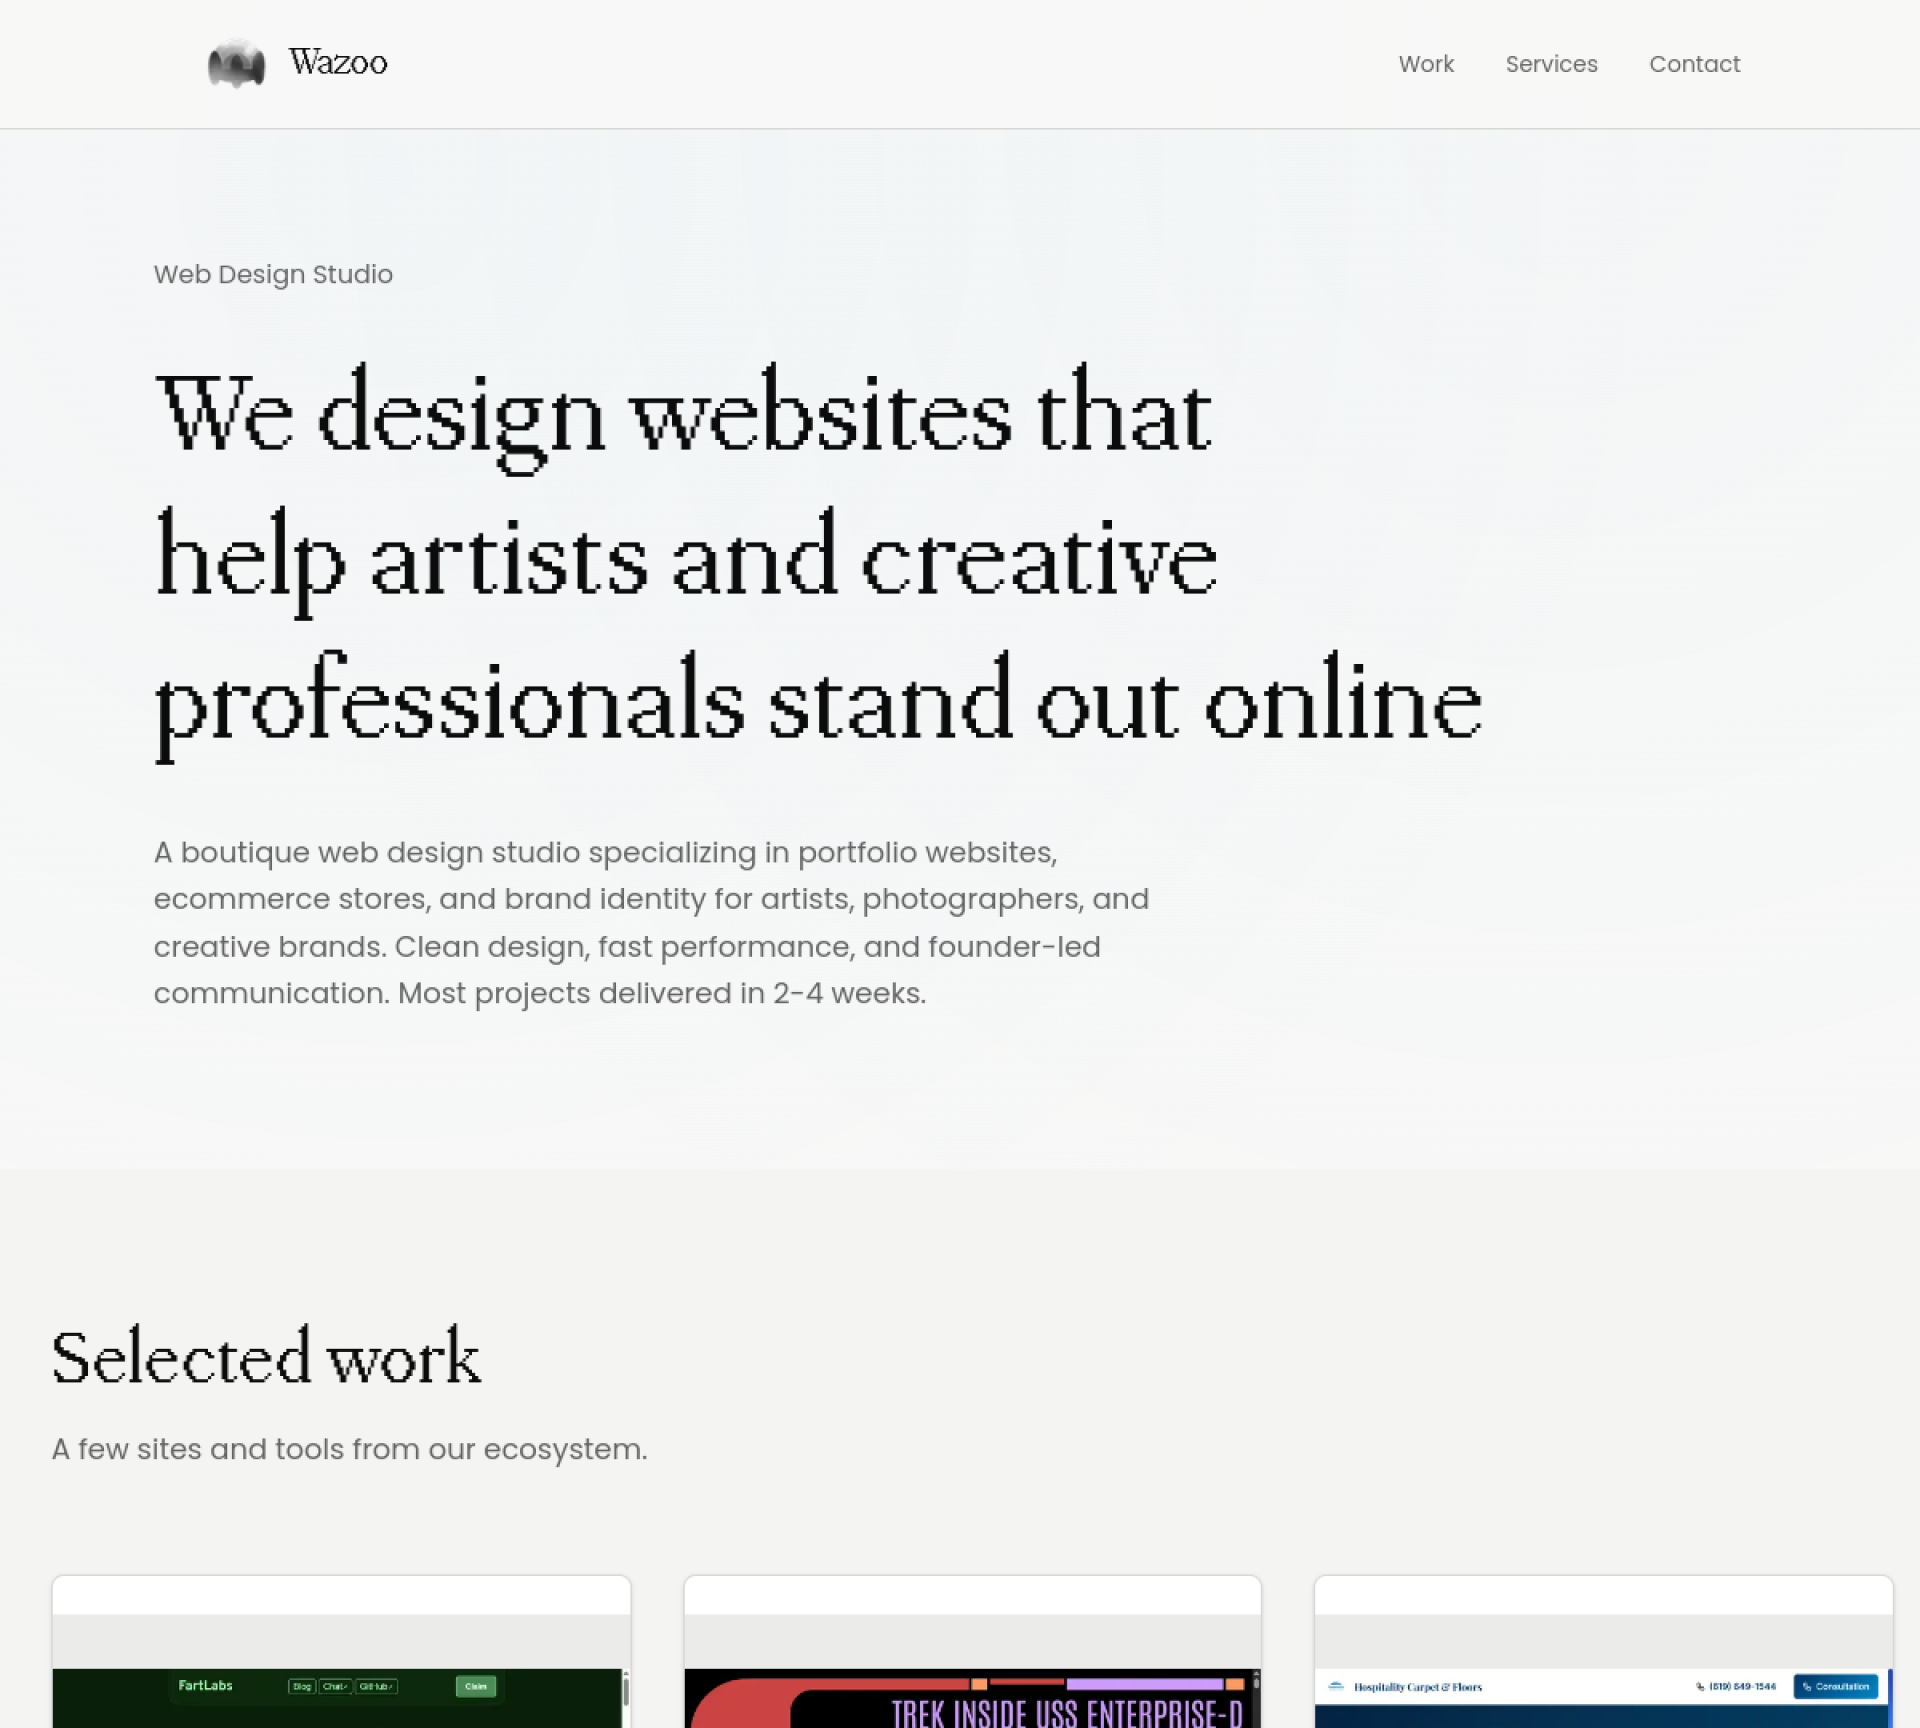 Wazoo
Work Services Contact
Web Design Studio
We design websites that
help artists and creative
professionals stand out online
A boutique web design studio specializing in portfolio websites,
ecommerce stores, and brand identity for artists, photographers, and
creative brands. Clean design, fast performance, and founder-led
communication. Most projects delivered in 2-4 weeks.
Selected work
A few sites and tools from our ecosystem.
FartLabs Blog Chat GitHub Claim
TREK INSIDE USS ENTERPRISE-D
Hospitality Carpet & Floors (619) 649-1544 Consultation